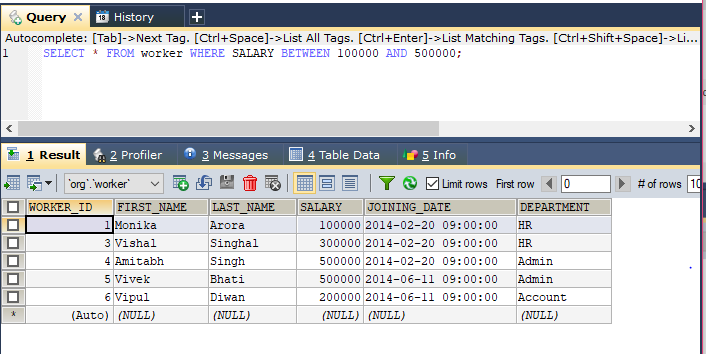 Query History
Autocomplete: [Tab]->Next Tag. [Ctrl+Space]->List All Tags. [Ctrl+Enter]->List Matching Tags. [Ctrl+Shift+Space]->Li...
1 SELECT * FROM worker WHERE SALARY BETWEEN 100000 AND 500000;
1 Result 2 Profiler 3 Messages 4 Table Data 5 Info
`org`.`worker` Limit rows First row 0 # of rows 10
WORKER_ID FIRST_NAME LAST_NAME SALARY JOINING_DATE DEPARTMENT
1 Monika Arora 100000 2014-02-20 09:00:00 HR
3 Vishal Singhal 300000 2014-02-20 09:00:00 HR
4 Amitabh Singh 500000 2014-02-20 09:00:00 Admin
5 Vivek Bhati 500000 2014-06-11 09:00:00 Admin
6 Vipul Diwan 200000 2014-06-11 09:00:00 Account
* (Auto) (NULL) (NULL) (NULL) (NULL) (NULL)